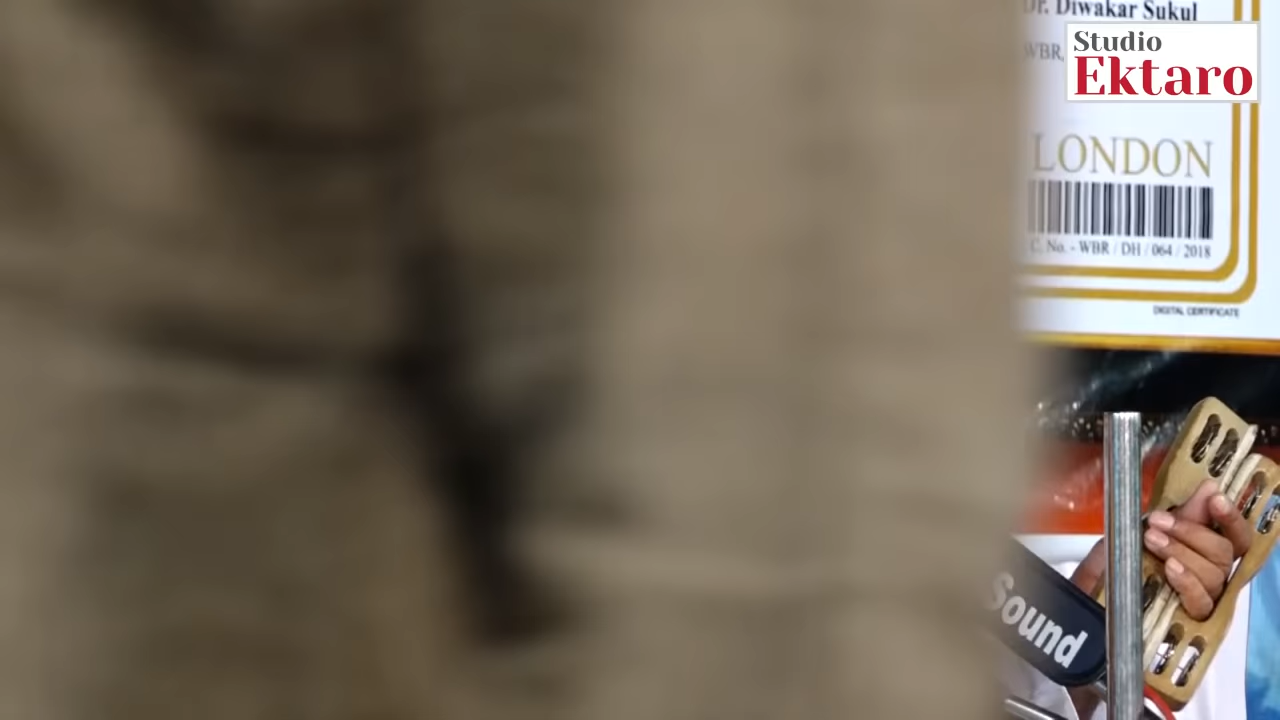 Dr. Diwakar Sukul
WBR,
Studio
Ektaro
LONDON
C. No. - WBR / DH / 064 / 2018
DIGITAL CERTIFICATE
Sound